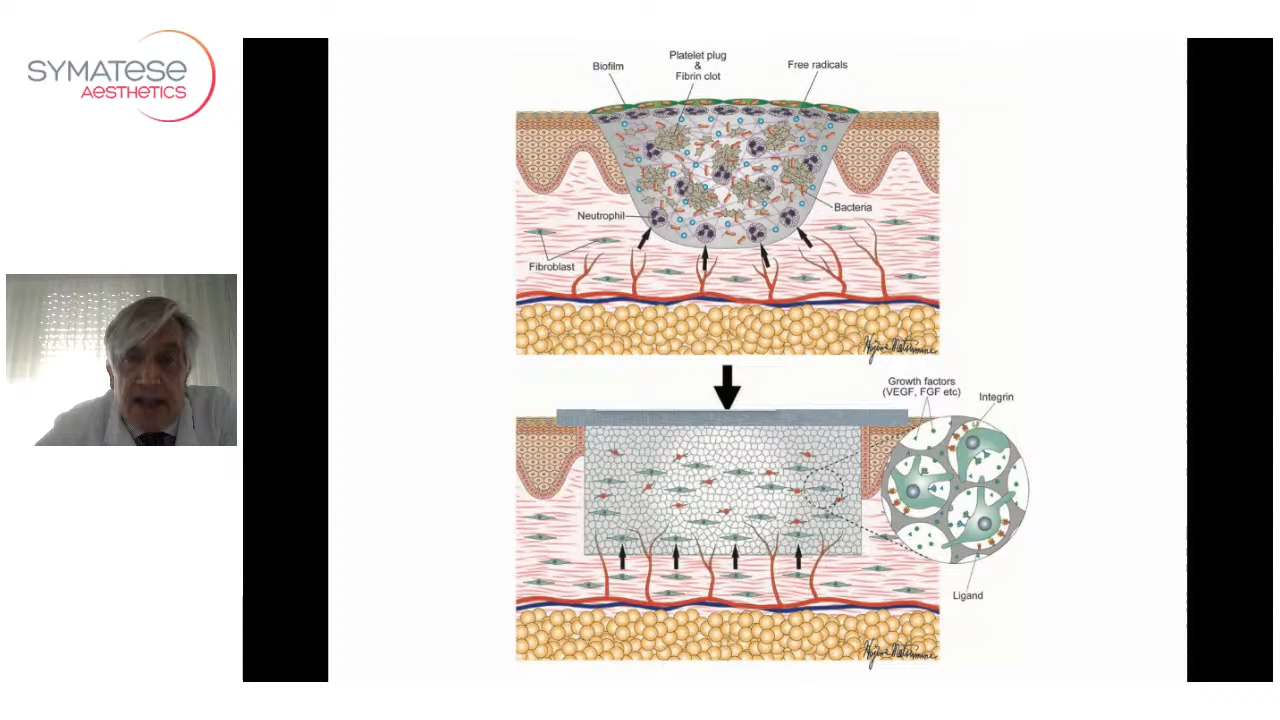 SYMATESE
AESTHETICS
Biofilm
Platelet plug
&
Fibrin clot
Free radicals
Neutrophil
Bacteria
Fibroblast
Growth factors
(VEGF, FGF etc)
Integrin
Ligand